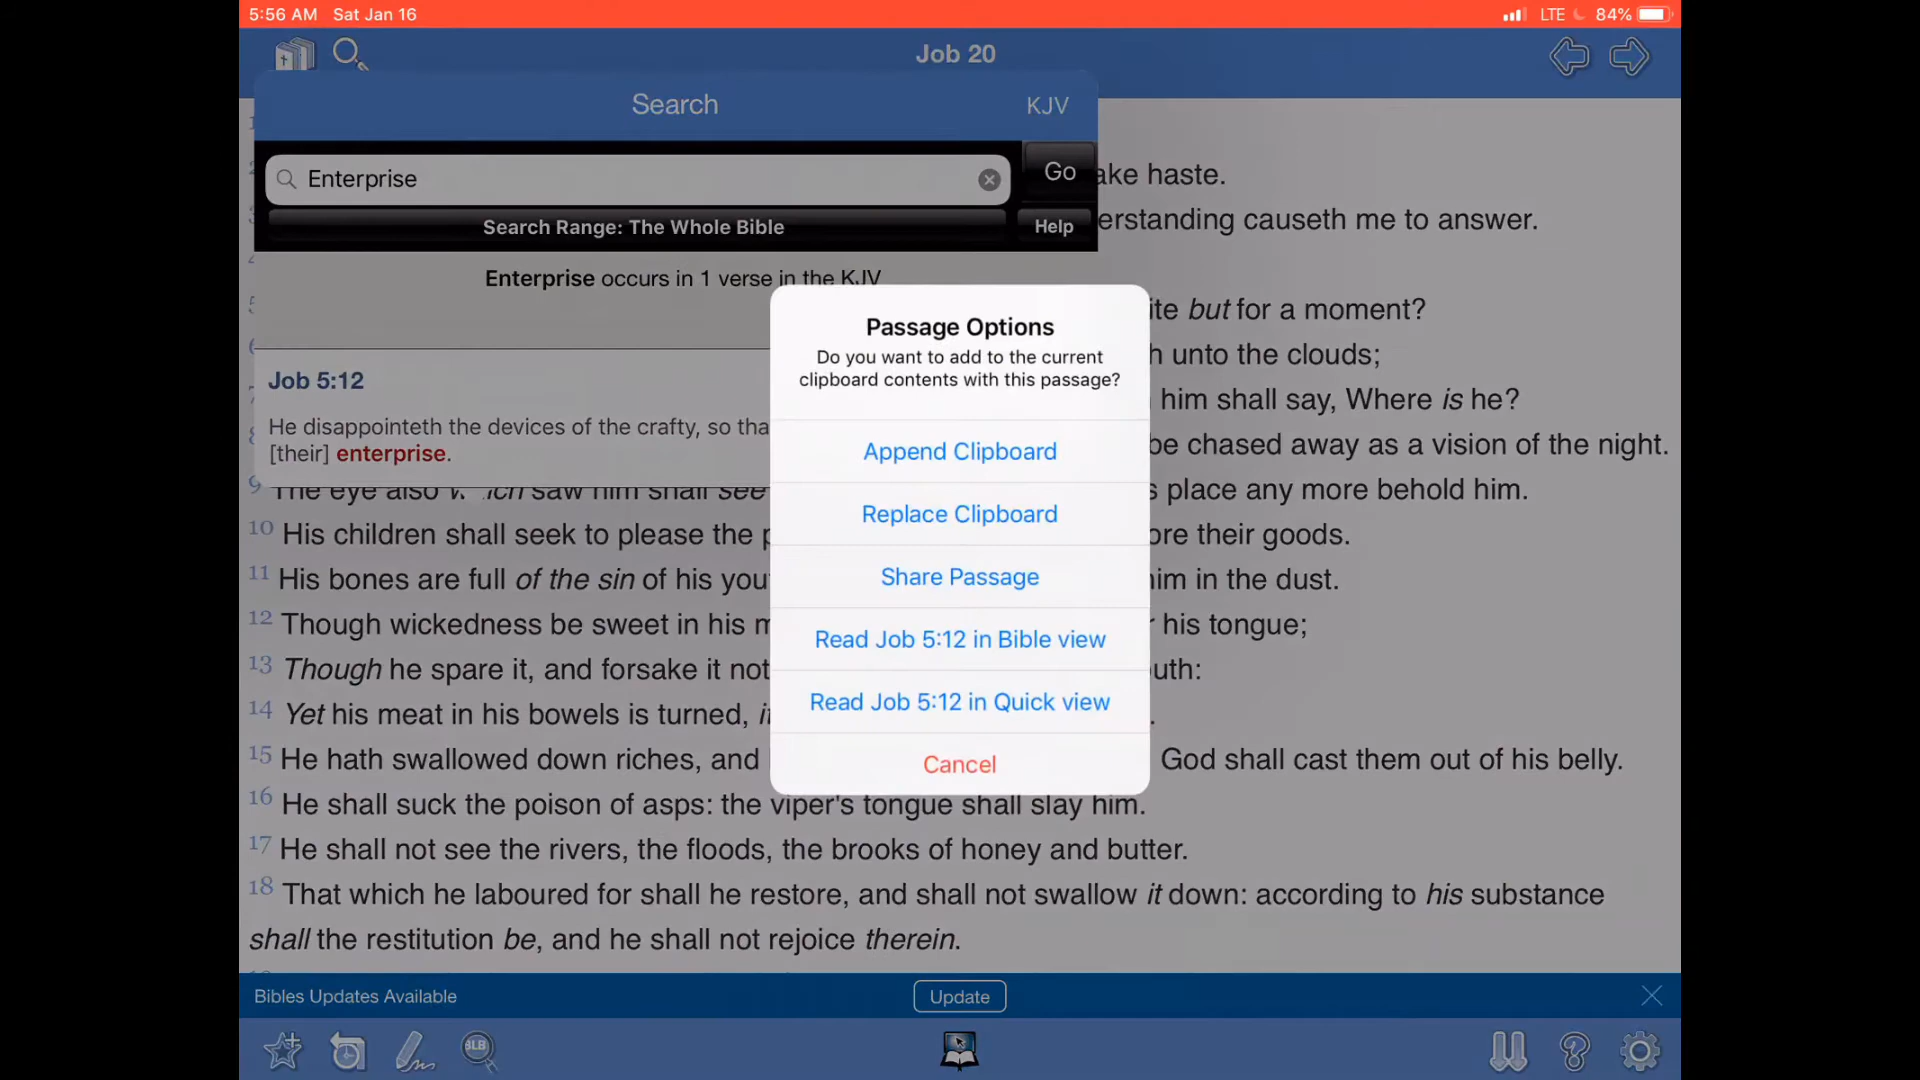 5:56 AM Sat Jan 16 LTE 84%
Job 20
Search KJV
Enterprise Go
Search Range: The Whole Bible Help
Enterprise occurs in 1 verse in the KJV
Job 5:12
He disappointeth the devices of the crafty, so tha
[their] enterprise.
ake haste.
erstanding causeth me to answer.
ite but for a moment?
h unto the clouds;
him shall say, Where is he?
be chased away as a vision of the night.
9 The eye also which saw him shall see s place any more behold him.
10 His children shall seek to please the p ore their goods.
11 His bones are full of the sin of his you him in the dust.
12 Though wickedness be sweet in his m r his tongue;
13 Though he spare it, and forsake it not uth:
14 Yet his meat in his bowels is turned, it .
15 He hath swallowed down riches, and God shall cast them out of his belly.
16 He shall suck the poison of asps: the viper's tongue shall slay him.
17 He shall not see the rivers, the floods, the brooks of honey and butter.
18 That which he laboured for shall he restore, and shall not swallow it down: according to his substance
shall the restitution be, and he shall not rejoice therein.
Passage Options
Do you want to add to the current
clipboard contents with this passage?
Append Clipboard
Replace Clipboard
Share Passage
Read Job 5:12 in Bible view
Read Job 5:12 in Quick view
Cancel
Bibles Updates Available Update
BLB